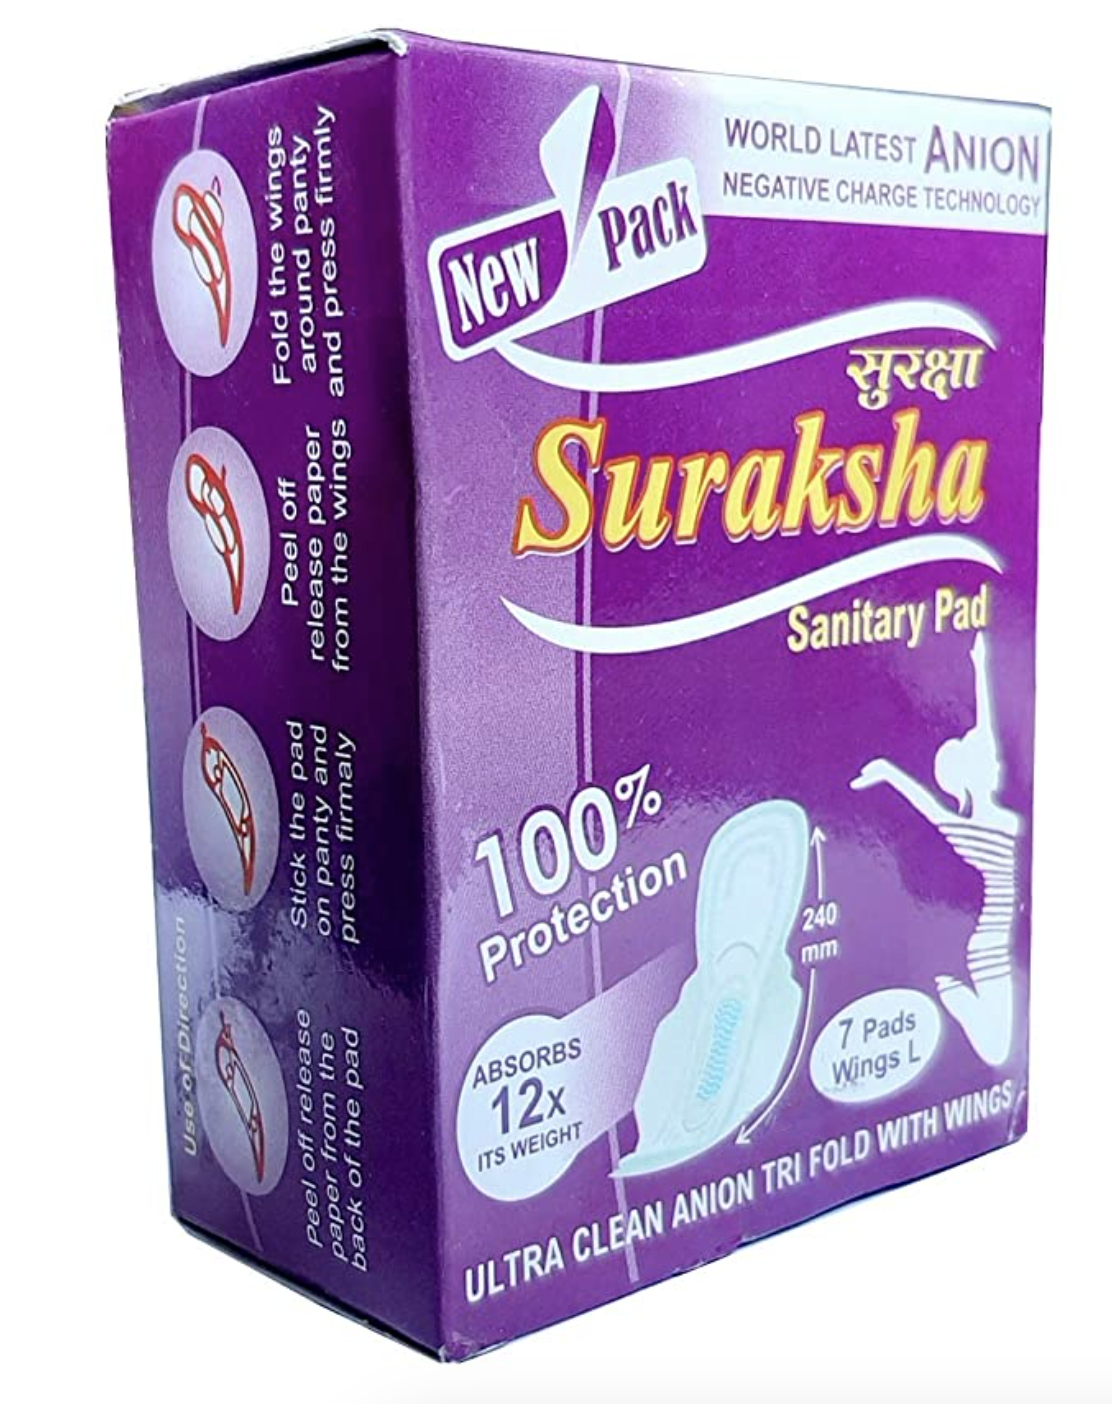 New Pack
WORLD LATEST ANION
NEGATIVE CHARGE TECHNOLOGY
सुरक्षा
Suraksha
Sanitary Pad
100%
Protection
240
mm
ABSORBS
12x
ITS WEIGHT
7 Pads
Wings L
ULTRA CLEAN ANION TRI FOLD WITH WINGS
Use of Direction
Peel off release
paper from the
back of the pad
Stick the pad
on panty and
press firmaly
Peel off
release paper
from the wings
Fold the wings
around panty
and press firmly